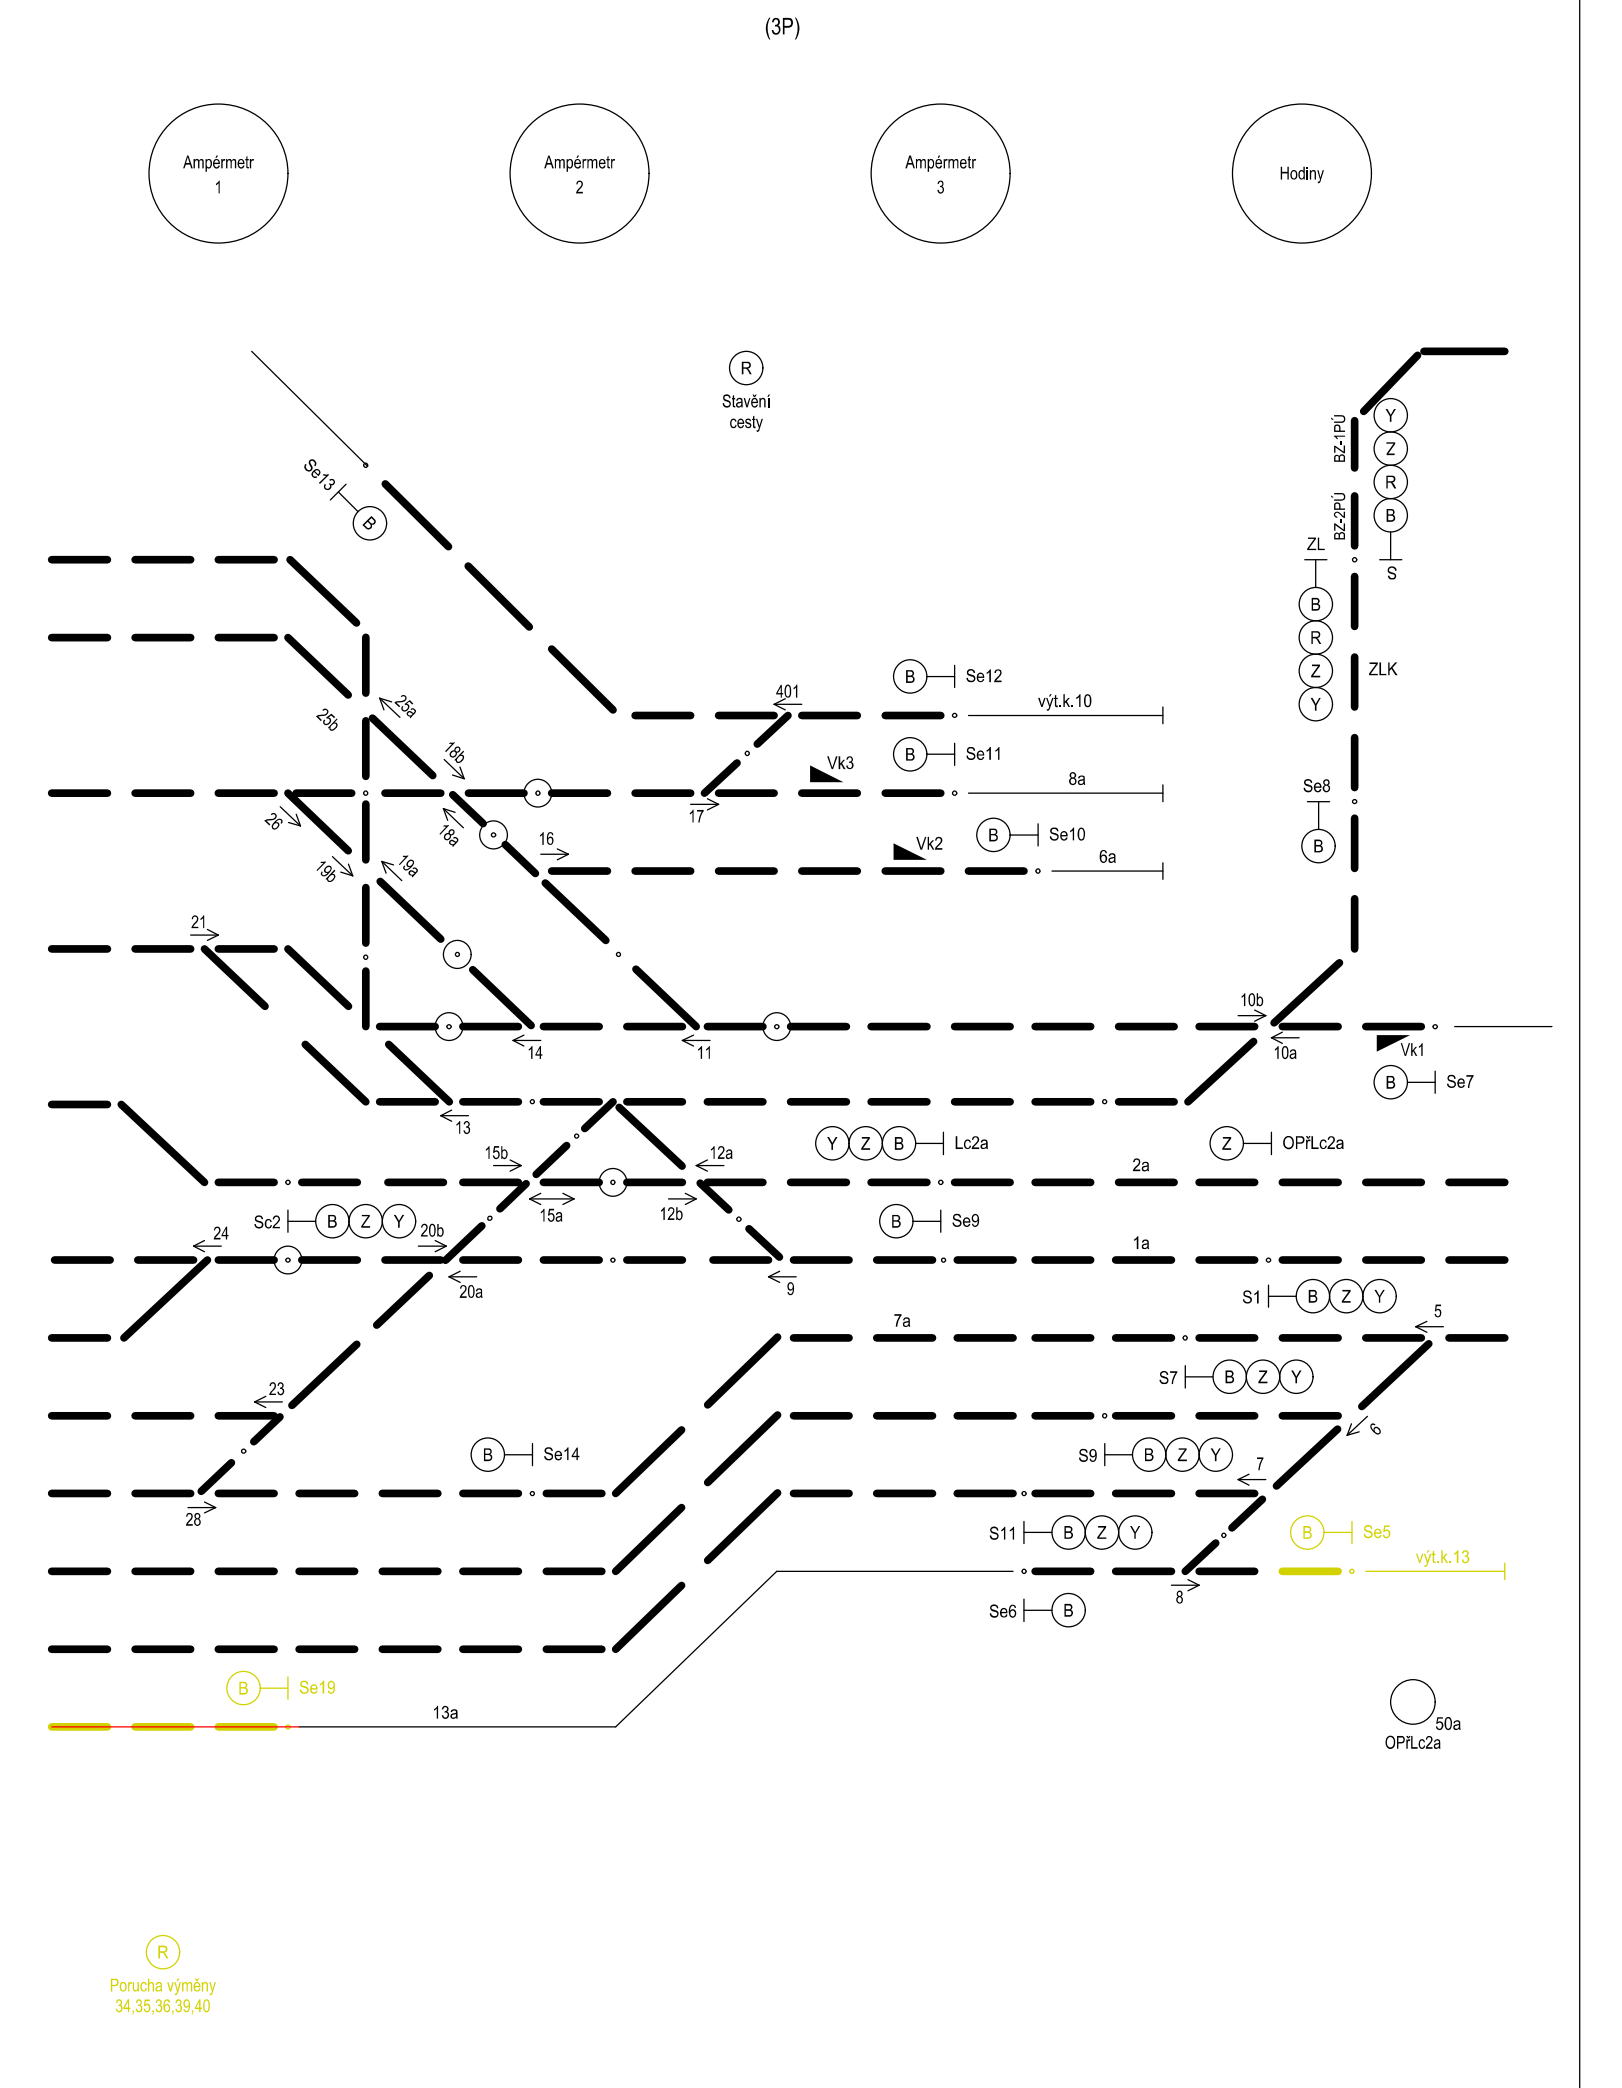 (3P)
Ampérmetr
1
Ampérmetr
2
Ampérmetr
3
Hodiny
R
Stavění
cesty
Y
Z
R
B
S
BZ-1PÚ
BZ-2PÚ
Se13
B
ZL
B
R
Z
Y
ZLK
B Se12
401
výt.k.10
25a
25b
18b
B Se11
Vk3
8a
17
26
18a
16
B Se10
Vk2
6a
Se8
B
19b
19a
21
10b
14
11
10a
Vk1
B Se7
13
15b
12a
Y Z B Lc2a
Z OPřLc2a
2a
15a
12b
Sc2 B Z Y
20b
24
B Se9
1a
20a
9
S1 B Z Y
5
7a
S7 B Z Y
23
6
B Se14
S9 B Z Y
7
28
S11 B Z Y
B Se5
výt.k.13
8
Se6 B
B Se19
13a
50a
OPřLc2a
R
Porucha výměny
34,35,36,39,40